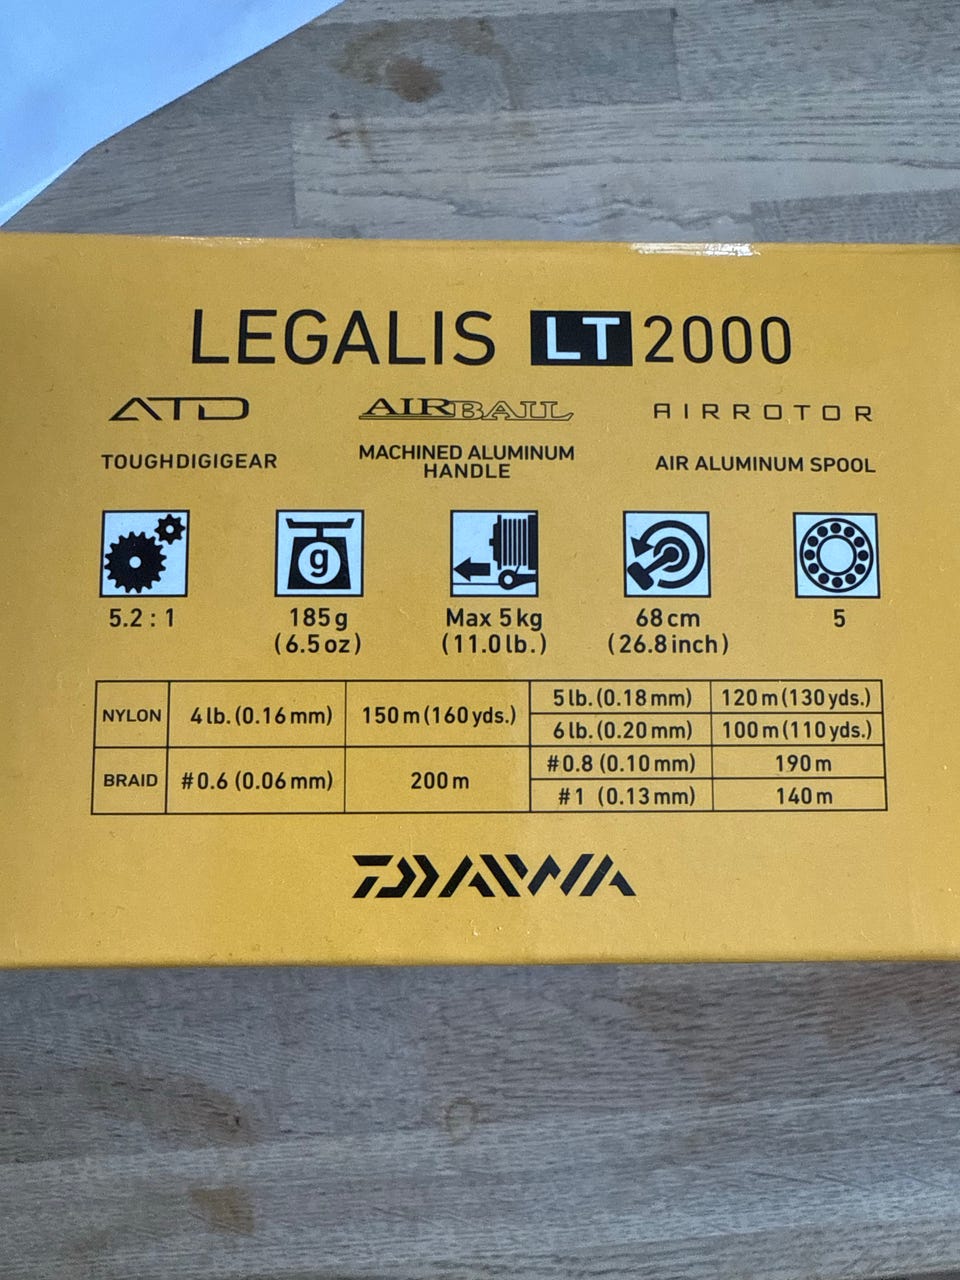 LEGALIS LT 2000
ATD AIRBAIL AIRROTOR
TOUGHDIGIGEAR MACHINED ALUMINUM HANDLE AIR ALUMINUM SPOOL
g
5.2 : 1 185g Max 5kg 68cm 5
(6.5oz) (11.0lb.) (26.8inch)
NYLON 4lb.(0.16mm) 150m(160yds.) 5lb.(0.18mm) 120m(130yds.)
6lb.(0.20mm) 100m(110yds.)
BRAID #0.6 (0.06mm) 200m #0.8 (0.10mm) 190m
#1 (0.13mm) 140m
DAIWA